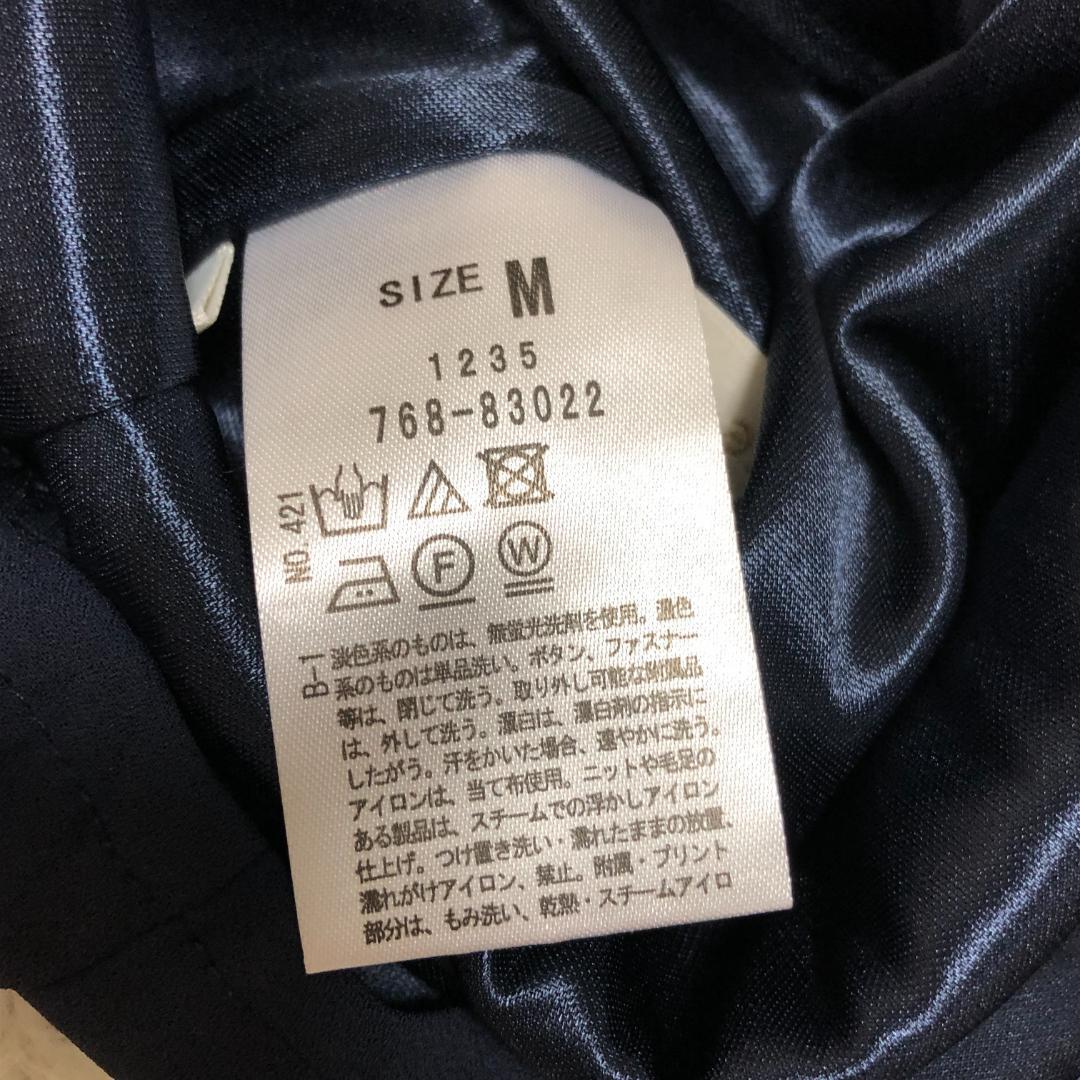 SIZE M
1235
768-83022
NO. 421
F
W
B-1
淡色系のものは、無蛍光洗剤を使用。濃色
系のものは単品洗い。ボタン、ファスナー
等は、閉じて洗う。取り外し可能な附属品
は、外して洗う。漂白は、漂白剤の指示に
したがう。汗をかいた場合、速やかに洗う。
アイロンは、当て布使用。ニットや毛足の
ある製品は、スチームでの浮かしアイロン
仕上げ。つけ置き洗い・濡れたままの放置、
濡れがけアイロン、禁止。附属・プリント
部分は、もみ洗い、乾熱・スチームアイロ